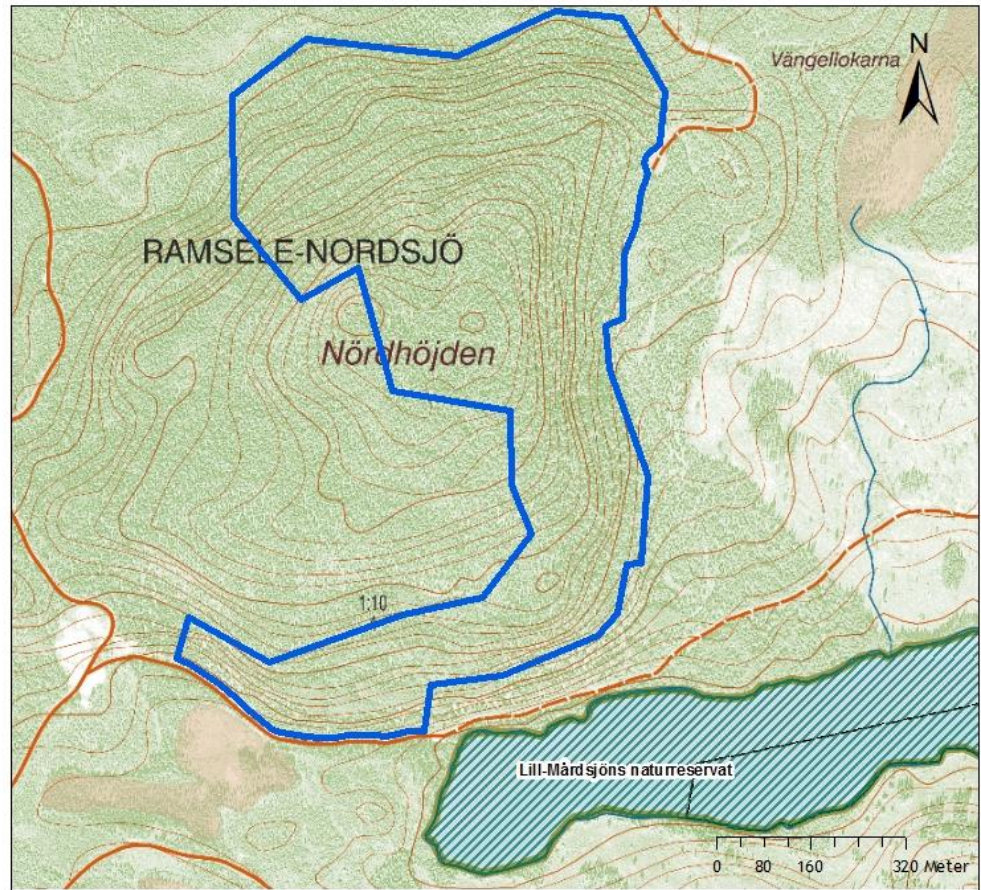 Vängellokarna
N
RAMSELE-NORDSJÖ
Nördhöjden
1:10
Lill-Mårdsjöns naturreservat
0 80 160 320 Meter